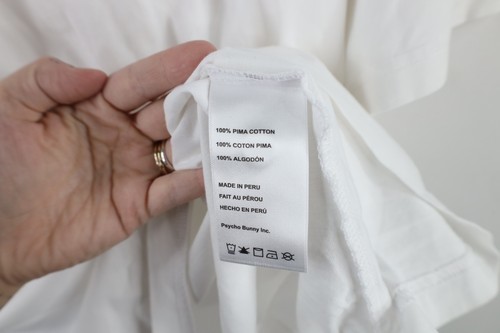 100% PIMA COTTON
100% COTON PIMA
100% ALGODÓN
MADE IN PERU
FAIT AU PÉROU
HECHO EN PERÚ
Psycho Bunny Inc.